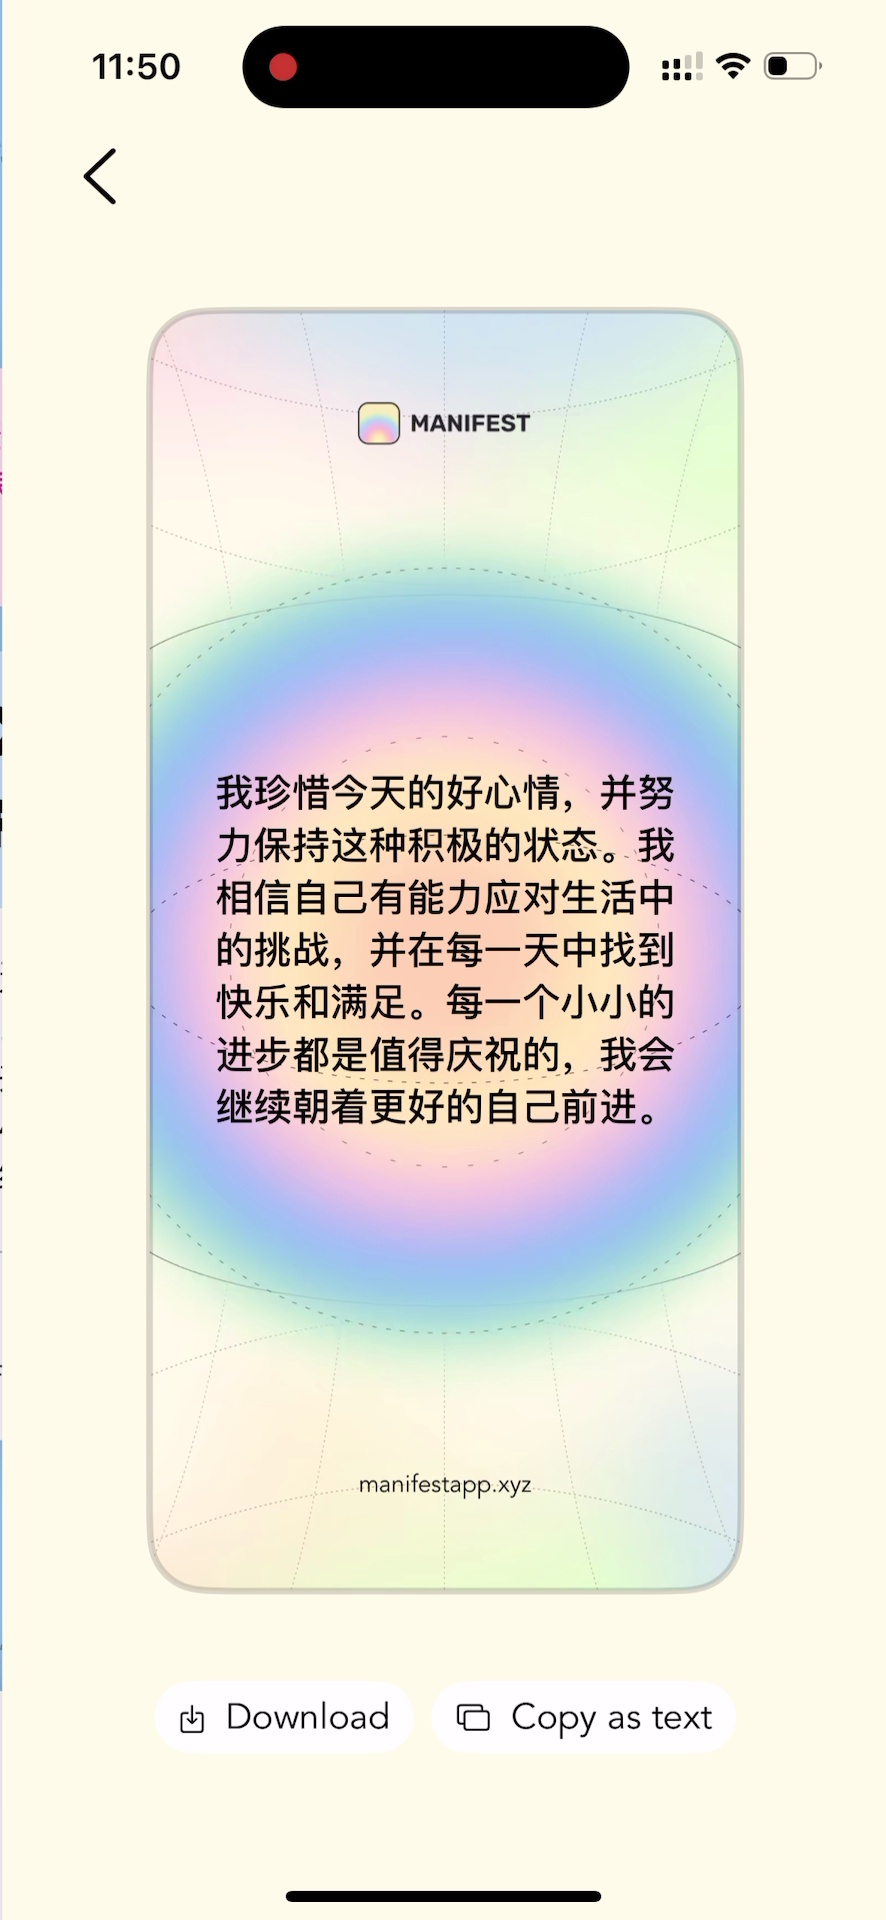 11:50
MANIFEST
我珍惜今天的好心情，并努
力保持这种积极的状态。我
相信自己有能力应对生活中
的挑战，并在每一天中找到
快乐和满足。每一个小小的
进步都是值得庆祝的，我会
继续朝着更好的自己前进。
manifestapp.xyz
Download
Copy as text